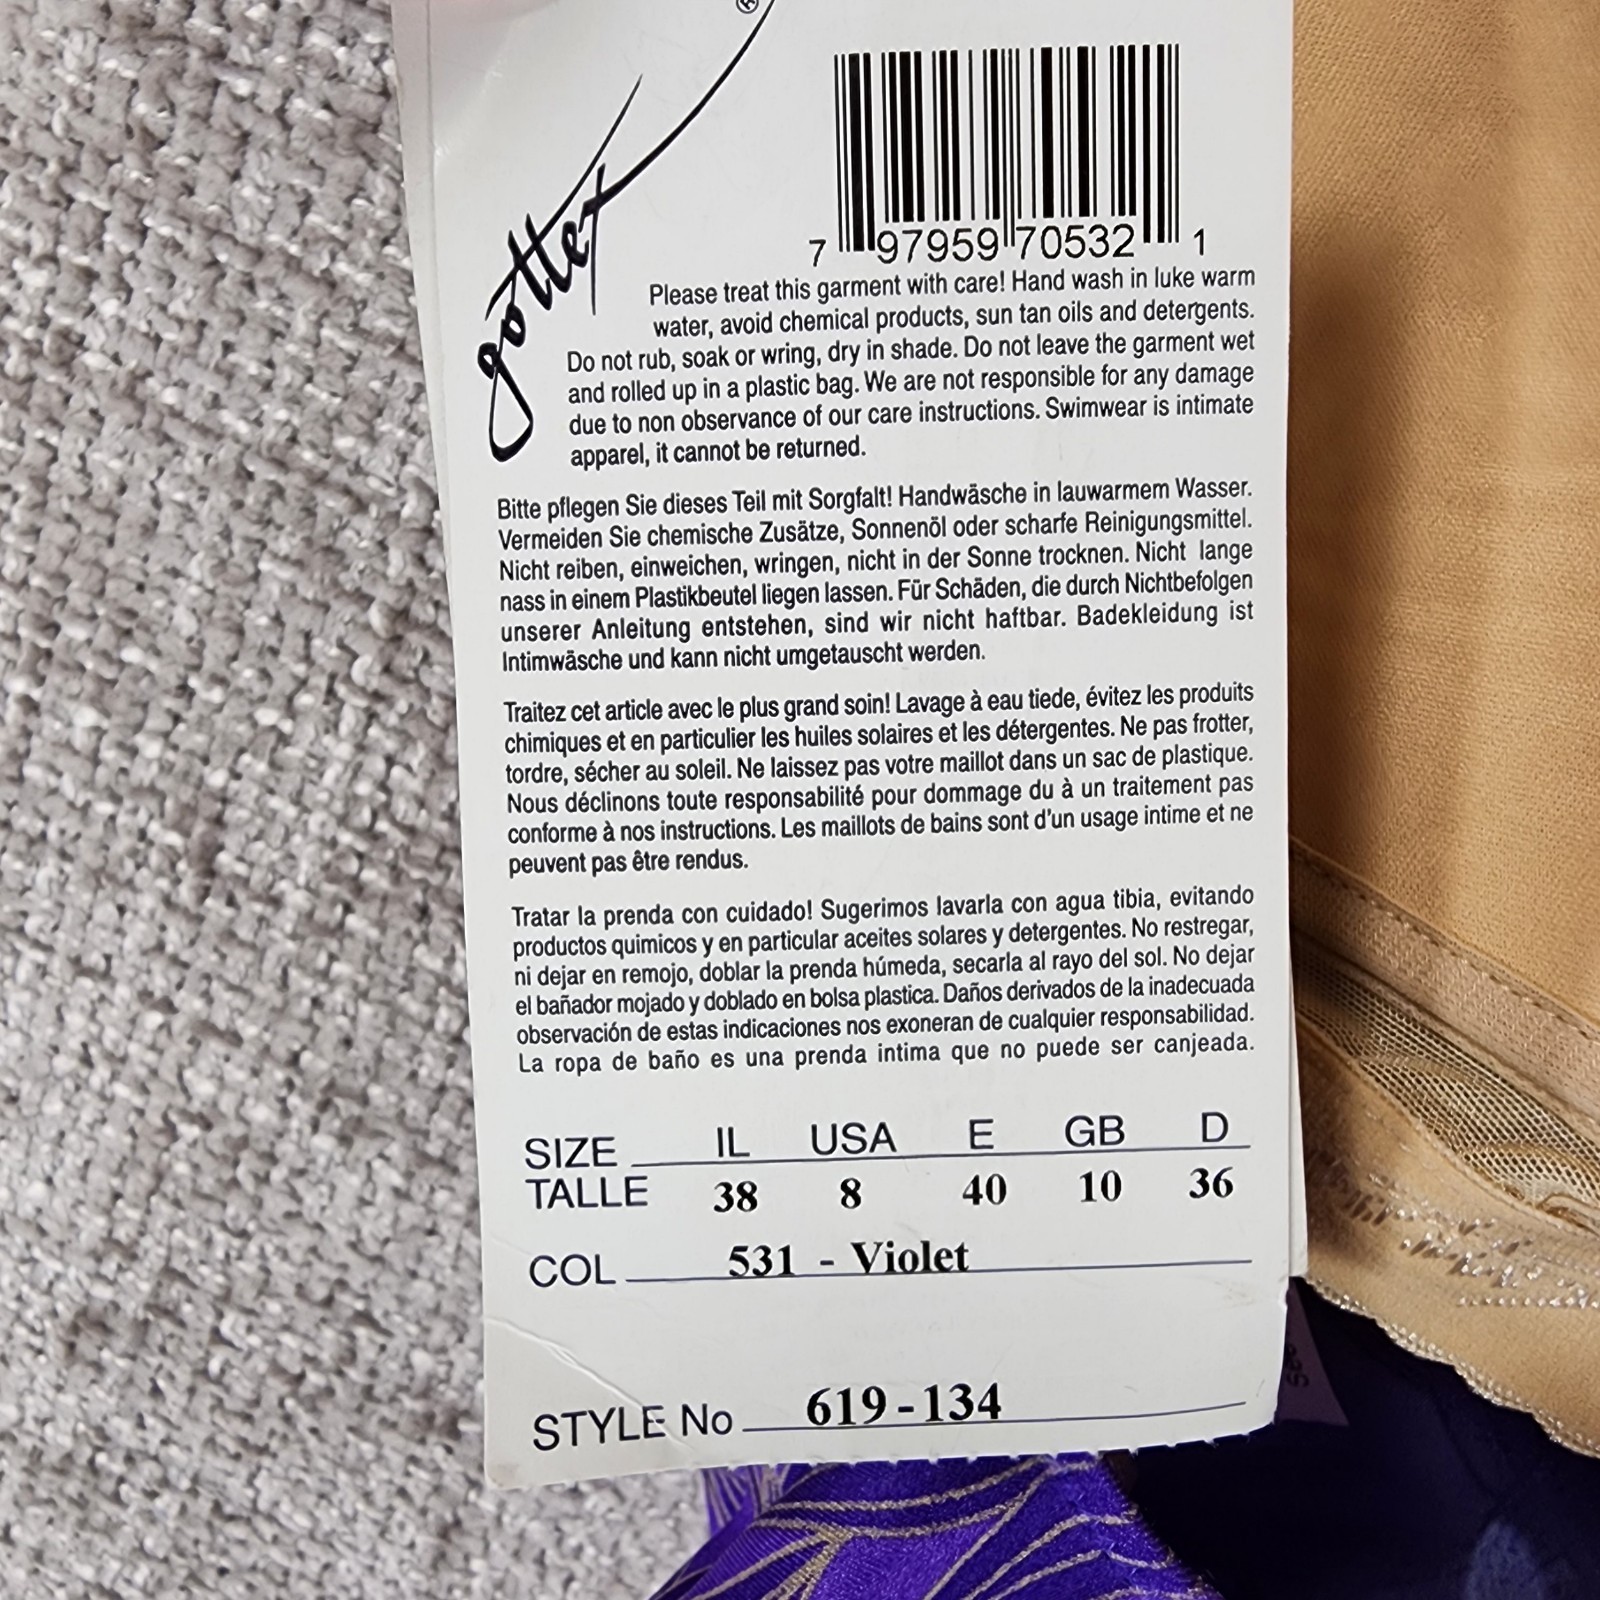 gottex®
7 97959 70532 1
Please treat this garment with care! Hand wash in luke warm
water, avoid chemical products, sun tan oils and detergents.
Do not rub, soak or wring, dry in shade. Do not leave the garment wet
and rolled up in a plastic bag. We are not responsible for any damage
due to non observance of our care instructions. Swimwear is intimate
apparel, it cannot be returned.
Bitte pflegen Sie dieses Teil mit Sorgfalt! Handwäsche in lauwarmem Wasser.
Vermeiden Sie chemische Zusätze, Sonnenöl oder scharfe Reinigungsmittel.
Nicht reiben, einweichen, wringen, nicht in der Sonne trocknen. Nicht lange
nass in einem Plastikbeutel liegen lassen. Für Schäden, die durch Nichtbefolgen
unserer Anleitung entstehen, sind wir nicht haftbar. Badekleidung ist
Intimwäsche und kann nicht umgetauscht werden.
Traitez cet article avec le plus grand soin! Lavage à eau tiede, évitez les produits
chimiques et en particulier les huiles solaires et les détergentes. Ne pas frotter,
tordre, sécher au soleil. Ne laissez pas votre maillot dans un sac de plastique.
Nous déclinons toute responsabilité pour dommage du à un traitement pas
conforme à nos instructions. Les maillots de bains sont d'un usage intime et ne
peuvent pas être rendus.
Tratar la prenda con cuidado! Sugerimos lavarla con agua tibia, evitando
productos quimicos y en particular aceites solares y detergentes. No restregar,
ni dejar en remojo, doblar la prenda húmeda, secarla al rayo del sol. No dejar
el bañador mojado y doblado en bolsa plastica. Daños derivados de la inadecuada
observación de estas indicaciones nos exoneran de cualquier responsabilidad.
La ropa de baño es una prenda intima que no puede ser canjeada.
SIZE IL USA E GB D
TALLE 38 8 40 10 36
COL 531 - Violet
STYLE No 619-134